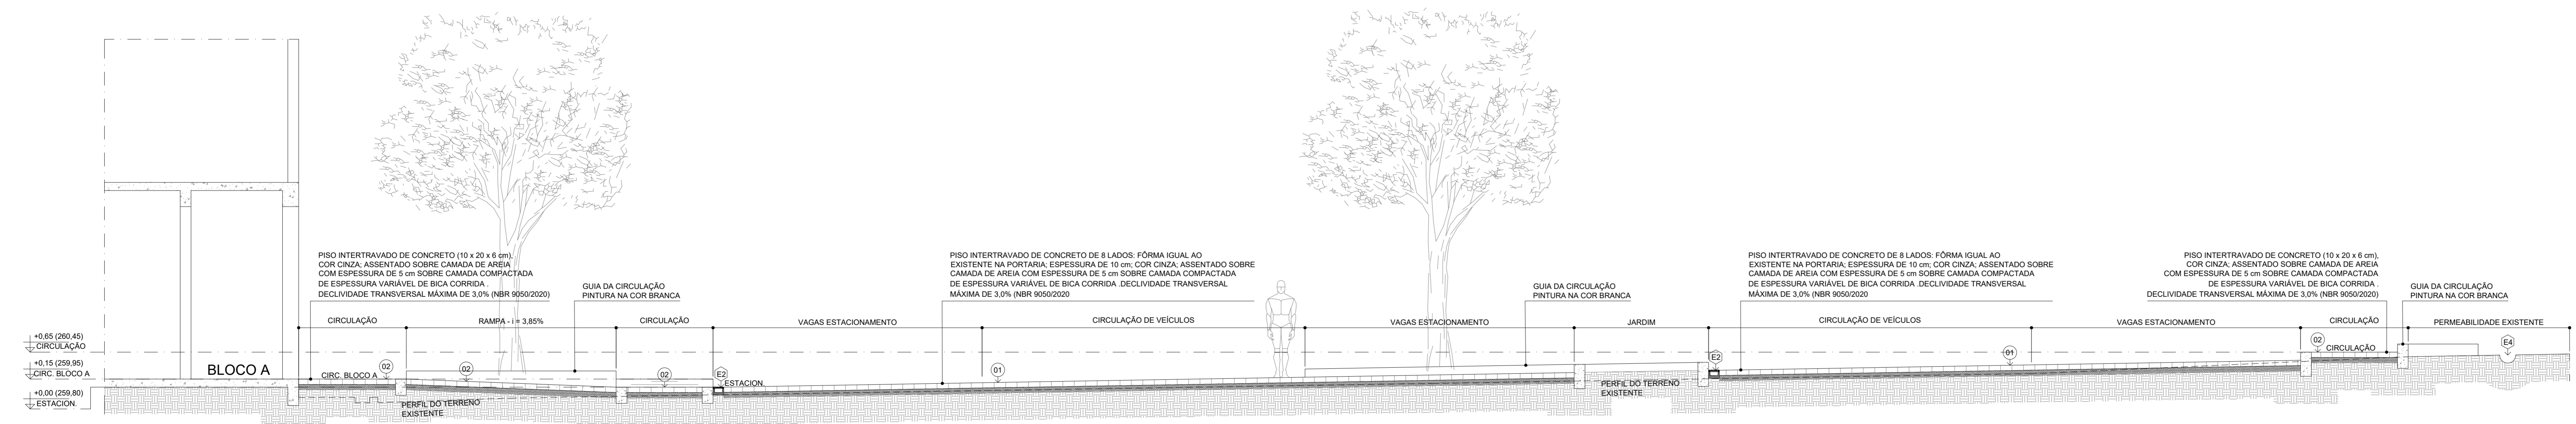 PISO INTERTRAVADO DE CONCRETO (10 x 20 x 6 cm),
COR CINZA; ASSENTADO SOBRE CAMADA DE AREIA
COM ESPESSURA DE 5 cm SOBRE CAMADA COMPACTADA
DE ESPESSURA VARIÁVEL DE BICA CORRIDA .
DECLIVIDADE TRANSVERSAL MÁXIMA DE 3,0% (NBR 9050/2020)
GUIA DA CIRCULAÇÃO
PINTURA NA COR BRANCA
PISO INTERTRAVADO DE CONCRETO DE 8 LADOS: FÔRMA IGUAL AO
EXISTENTE NA PORTARIA; ESPESSURA DE 10 cm; COR CINZA; ASSENTADO SOBRE
CAMADA DE AREIA COM ESPESSURA DE 5 cm SOBRE CAMADA COMPACTADA
DE ESPESSURA VARIÁVEL DE BICA CORRIDA .DECLIVIDADE TRANSVERSAL
MÁXIMA DE 3,0% (NBR 9050/2020
GUIA DA CIRCULAÇÃO
PINTURA NA COR BRANCA
PISO INTERTRAVADO DE CONCRETO DE 8 LADOS: FÔRMA IGUAL AO
EXISTENTE NA PORTARIA; ESPESSURA DE 10 cm; COR CINZA; ASSENTADO SOBRE
CAMADA DE AREIA COM ESPESSURA DE 5 cm SOBRE CAMADA COMPACTADA
DE ESPESSURA VARIÁVEL DE BICA CORRIDA .DECLIVIDADE TRANSVERSAL
MÁXIMA DE 3,0% (NBR 9050/2020
PISO INTERTRAVADO DE CONCRETO (10 x 20 x 6 cm),
COR CINZA; ASSENTADO SOBRE CAMADA DE AREIA
COM ESPESSURA DE 5 cm SOBRE CAMADA COMPACTADA
DE ESPESSURA VARIÁVEL DE BICA CORRIDA .
DECLIVIDADE TRANSVERSAL MÁXIMA DE 3,0% (NBR 9050/2020)
GUIA DA CIRCULAÇÃO
PINTURA NA COR BRANCA
CIRCULAÇÃO
RAMPA - i = 3,85%
CIRCULAÇÃO
VAGAS ESTACIONAMENTO
CIRCULAÇÃO DE VEÍCULOS
VAGAS ESTACIONAMENTO
JARDIM
CIRCULAÇÃO DE VEÍCULOS
VAGAS ESTACIONAMENTO
CIRCULAÇÃO
PERMEABILIDADE EXISTENTE
+0,65 (260,45)
CIRCULAÇÃO
+0,15 (259,95)
CIRC. BLOCO A
+0,00 (259,80)
ESTACION.
BLOCO A
CIRC. BLOCO A
02
02
02
E2
ESTACION.
01
E2
01
02
CIRCULAÇÃO
E4
PERFIL DO TERRENO
EXISTENTE
PERFIL DO TERRENO
EXISTENTE